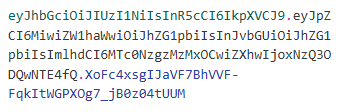 eyJhbGciOiJIUzI1NiIsInR5cCI6IkpXVCJ9.eyJpZ
CI6MiwiZW1haWwiOiJhZG1pbiIsInJvbGUiOiJhZG1
pbiIsImlhdCI6MTc0NzgzMzMxOCwiZXhwIjoxNzQ3O
DQwNTE4fQ.XoFc4xsgIJaVF7BhVVF-
FqkItWGPXOg7_jB0z04tUUM